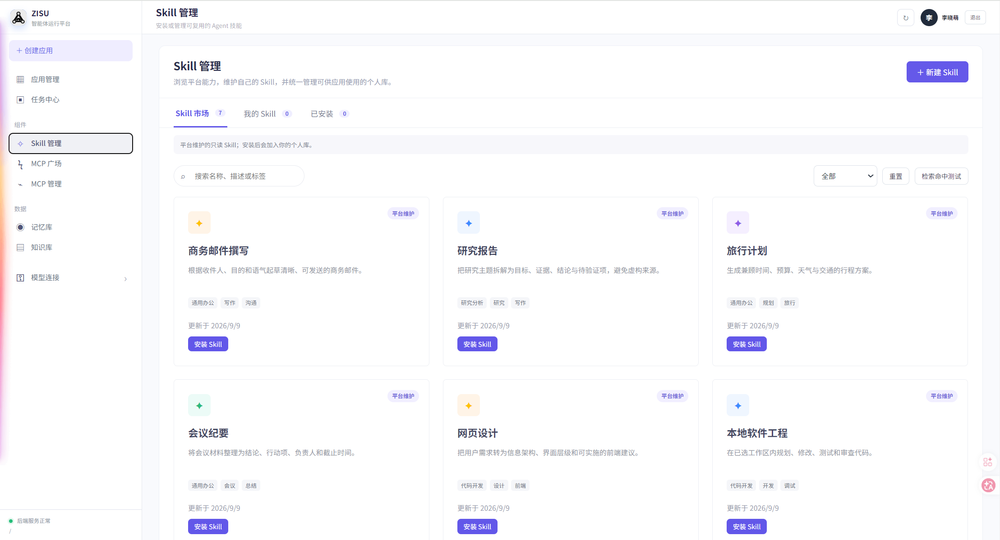 ZISU
智能体运行平台
+ 创建应用
应用管理
任务中心
组件
Skill 管理
MCP 广场
MCP 管理
数据
记忆库
知识库
模型连接
后端服务正常
/
Skill 管理
安装或管理可复用的 Agent 技能
李 李晓萌 退出
Skill 管理
浏览平台能力，维护自己的 Skill，并统一管理可供应用使用的个人库。
+ 新建 Skill
Skill 市场 7 我的 Skill 0 已安装 0
平台维护的只读 Skill；安装后会加入你的个人库。
搜索名称、描述或标签 全部 重置 检索命中测试
平台维护
商务邮件撰写
根据收件人、目的和语气起草清晰、可发送的商务邮件。
通用办公 写作 沟通
更新于 2026/9/9
安装 Skill
平台维护
研究报告
把研究主题拆解为目标、证据、结论与待验证项，避免虚构来源。
研究分析 研究 写作
更新于 2026/9/9
安装 Skill
平台维护
旅行计划
生成兼顾时间、预算、天气与交通的行程方案。
通用办公 规划 旅行
更新于 2026/9/9
安装 Skill
平台维护
会议纪要
将会议材料整理为结论、行动项、负责人和截止时间。
通用办公 会议 总结
更新于 2026/9/9
安装 Skill
平台维护
网页设计
把用户需求转为信息架构、界面层级和可实施的前端建议。
代码开发 设计 前端
更新于 2026/9/9
安装 Skill
平台维护
本地软件工程
在已选工作区内规划、修改、测试和审查代码。
代码开发 开发 调试
更新于 2026/9/9
安装 Skill